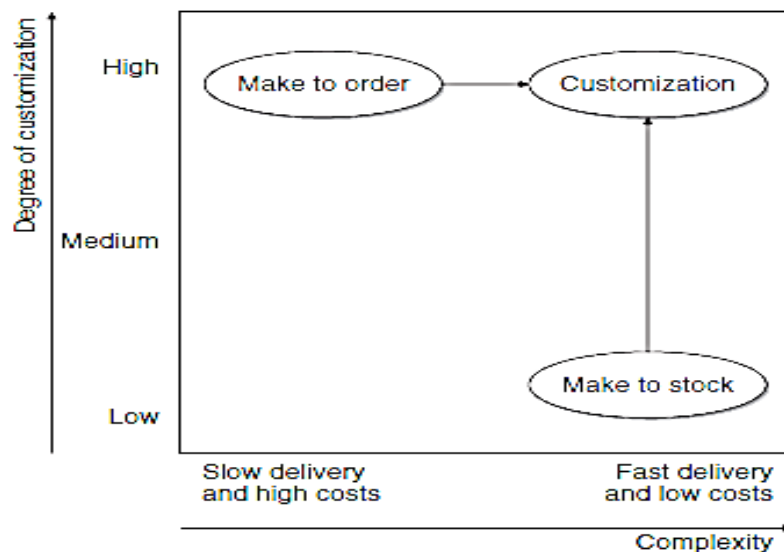 Degree of customization
High
Medium
Low
Make to order
Customization
Make to stock
Slow delivery
and high costs
Fast delivery
and low costs
Complexity